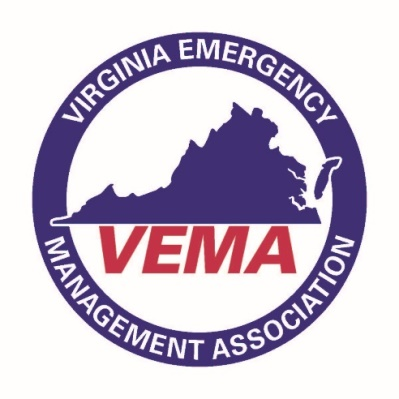 VIRGINIA EMERGENCY
VEMA
MANAGEMENT ASSOCIATION